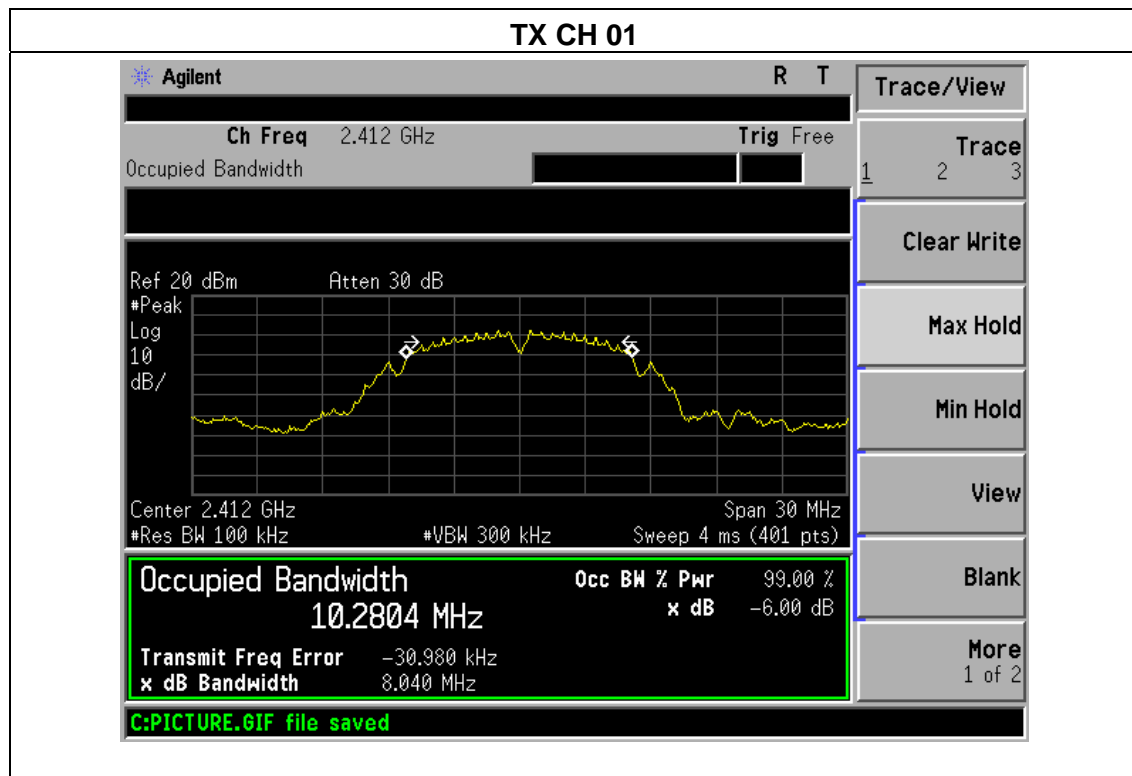 TX CH 01
Agilent
R T
Ch Freq 2.412 GHz
Trig Free
Occupied Bandwidth
Ref 20 dBm
Atten 30 dB
#Peak
Log
10
dB/
Center 2.412 GHz
Span 30 MHz
#Res BW 100 kHz
#VBW 300 kHz
Sweep 4 ms (401 pts)
Occupied Bandwidth
10.2804 MHz
Occ BW % Pwr 99.00 %
x dB -6.00 dB
Transmit Freq Error -30.980 kHz
x dB Bandwidth 8.040 MHz
C:PICTURE.GIF file saved
Trace/View
Trace
1 2 3
Clear Write
Max Hold
Min Hold
View
Blank
More
1 of 2